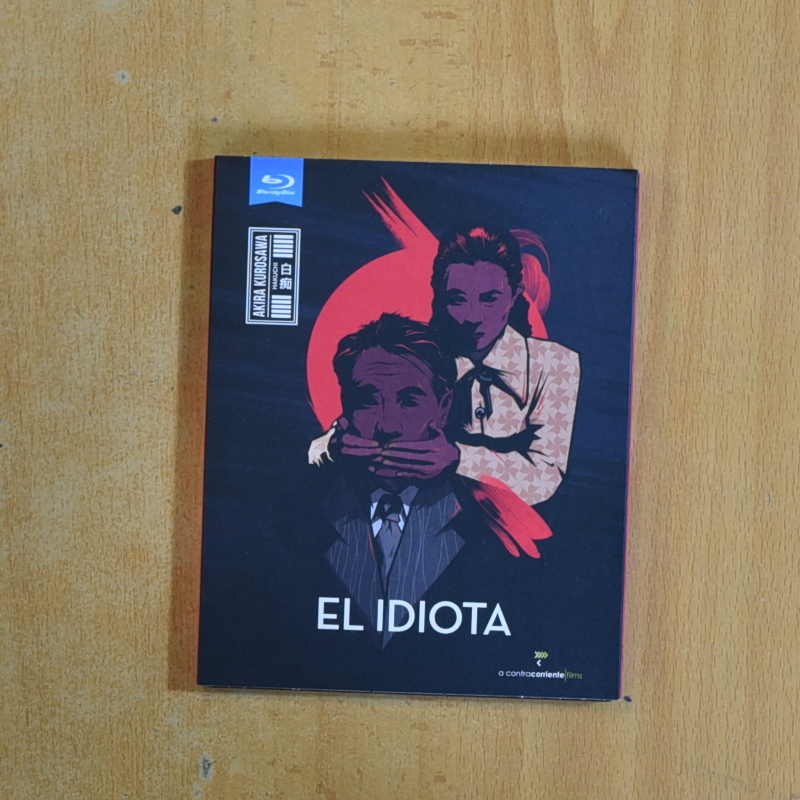 Blu-ray Disc
AKIRA KUROSAWA
HAKUCHI
白痴
EL IDIOTA
a contracorriente films